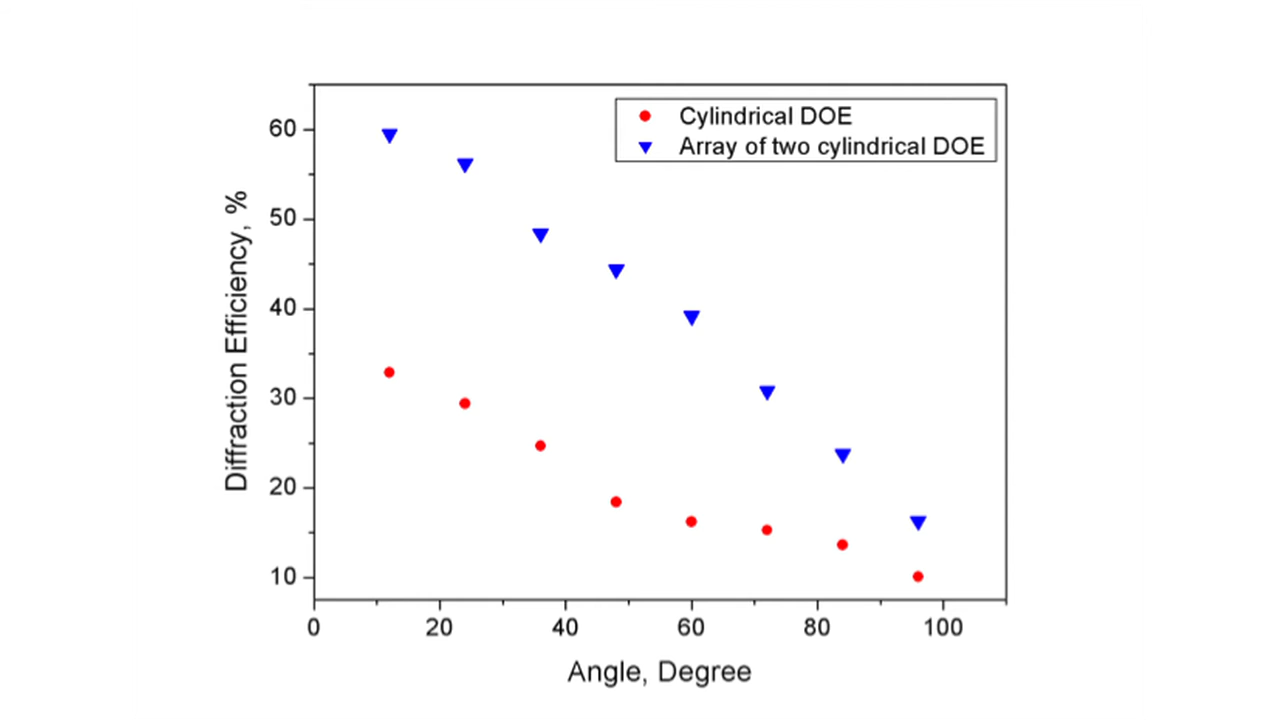 Cylindrical DOE
Array of two cylindrical DOE
60
50
40
30
20
10
Diffraction Efficiency, %
0 20 40 60 80 100
Angle, Degree